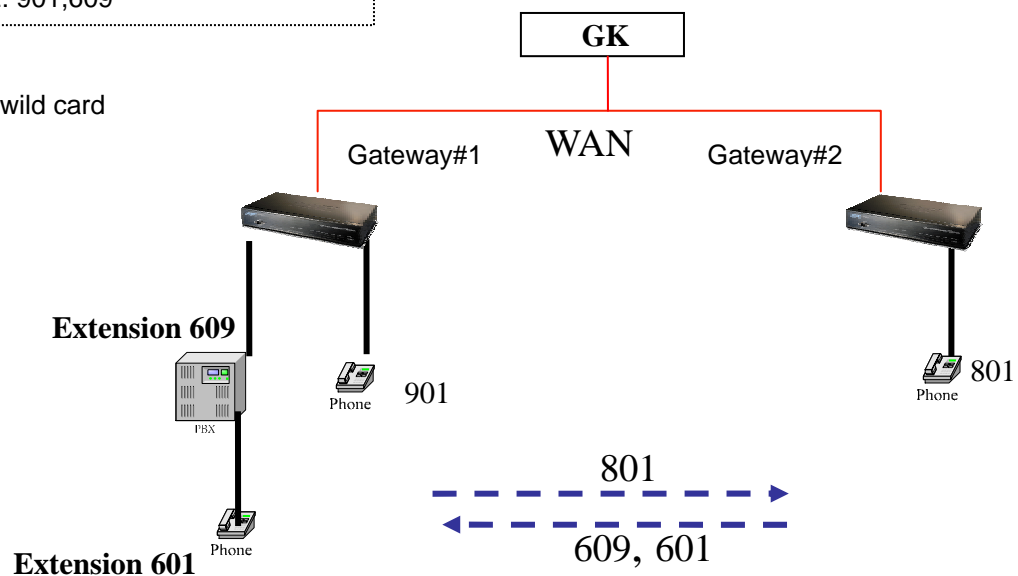 : 901,609
GK
wild card
WAN
Gateway#1
Gateway#2
Extension 609
Phone
901
Phone
801
PBX
801
609, 601
Phone
Extension 601